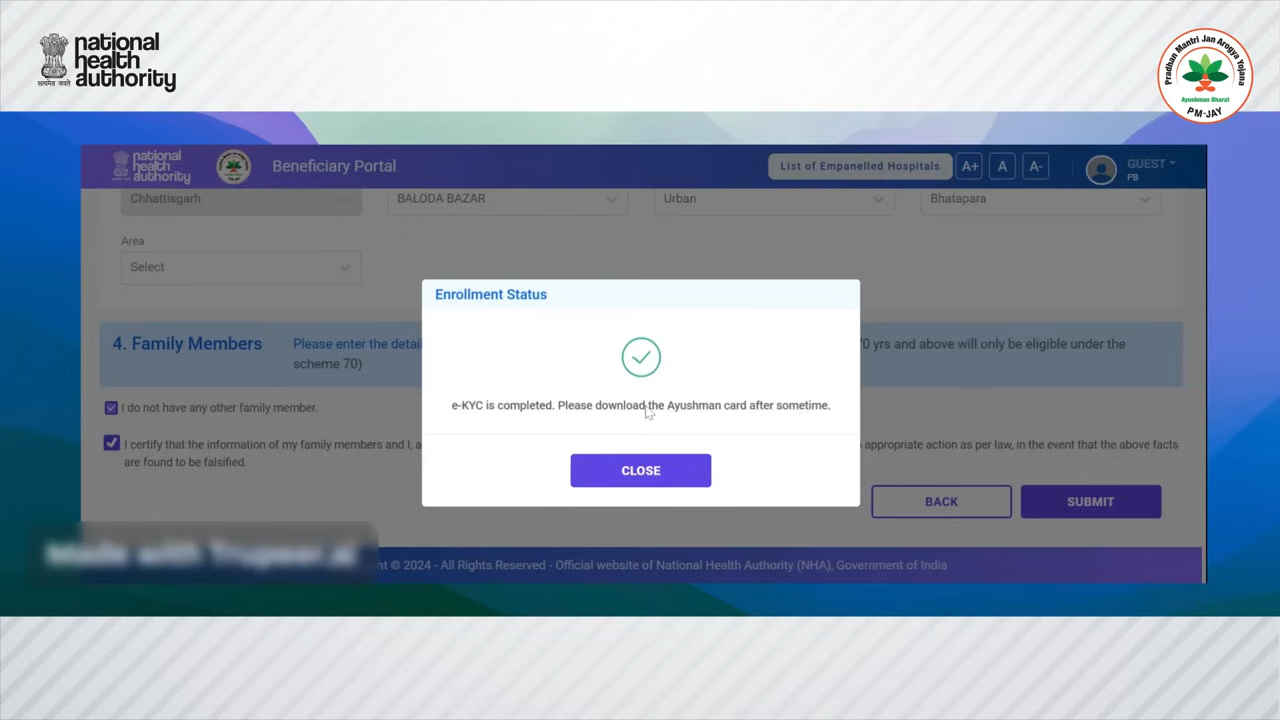 national
health
authority
सत्यमेव जयते
Pradhan Mantri Jan Arogya Yojana
Ayushman Bharat
PM-JAY
national
health
authority
Beneficiary Portal
List of Empanelled Hospitals
A+
A
A-
GUEST
PB
Chhattisgarh
BALODA BAZAR
Urban
Bhatapara
Area
Select
Enrollment Status
4. Family Members
Please enter the detai
0 yrs and above will only be eligible under the
scheme 70)
e-KYC is completed. Please download the Ayushman card after sometime.
I do not have any other family member.
I certify that the information of my family members and I, a
appropriate action as per law, in the event that the above facts
are found to be falsified.
CLOSE
BACK
SUBMIT
Made with Trupeer.ai
nt © 2024 - All Rights Reserved - Official website of National Health Authority (NHA), Government of India